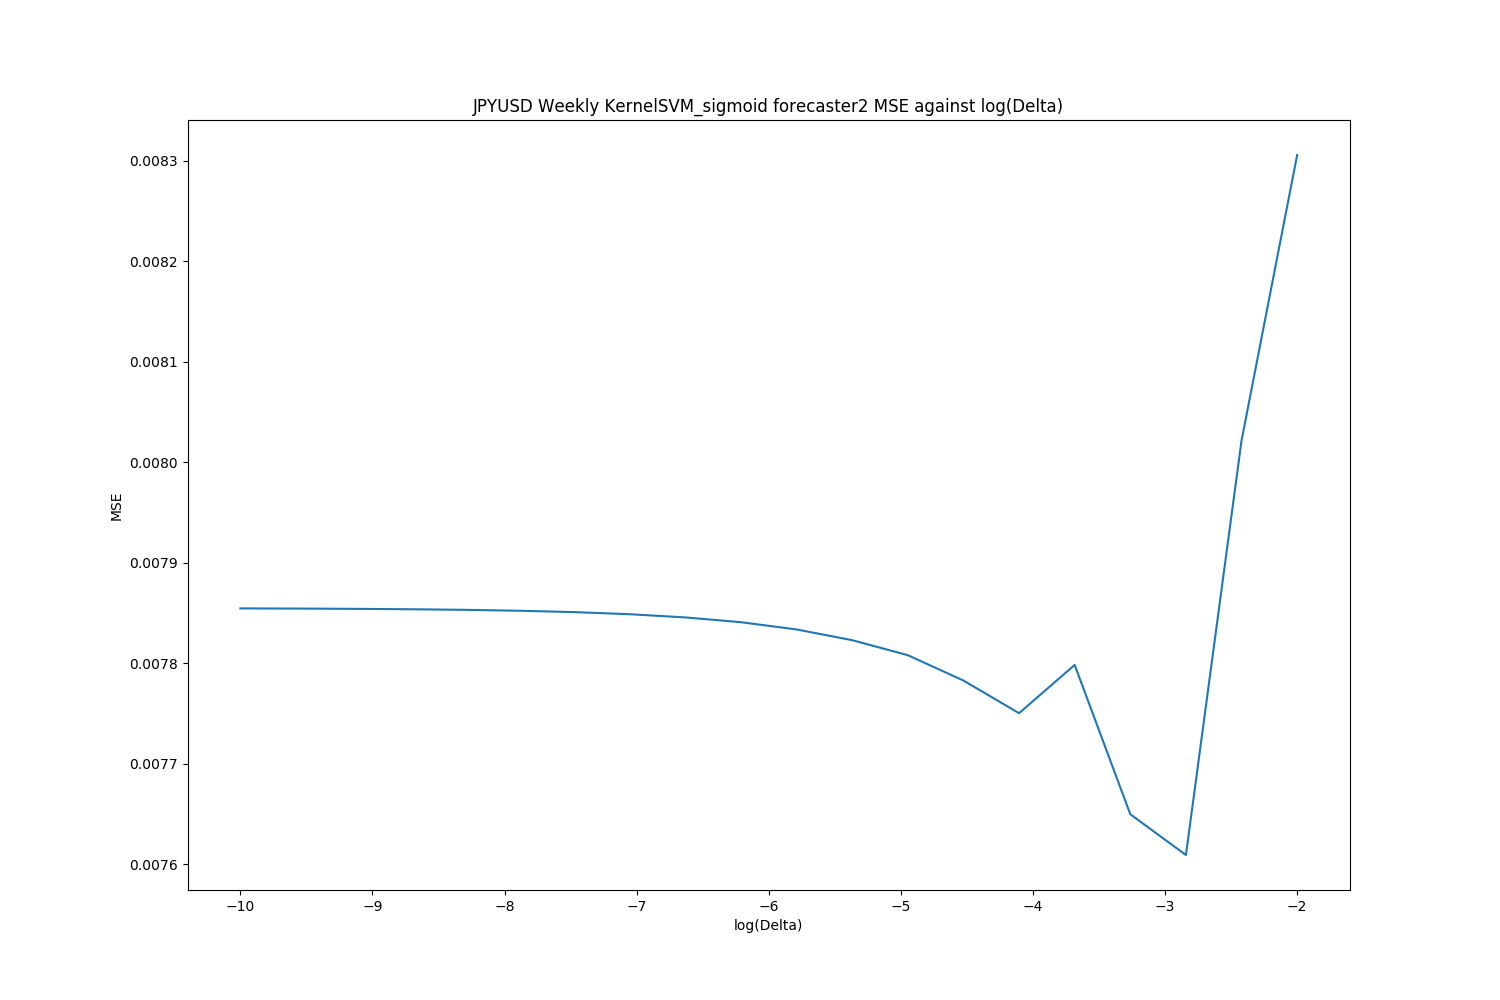 JPYUSD Weekly KernelSVM_sigmoid forecaster2 MSE against log(Delta)
0.0083
0.0082
0.0081
0.0080
0.0079
0.0078
0.0077
0.0076
MSE
−10 −9 −8 −7 −6 −5 −4 −3 −2
log(Delta)